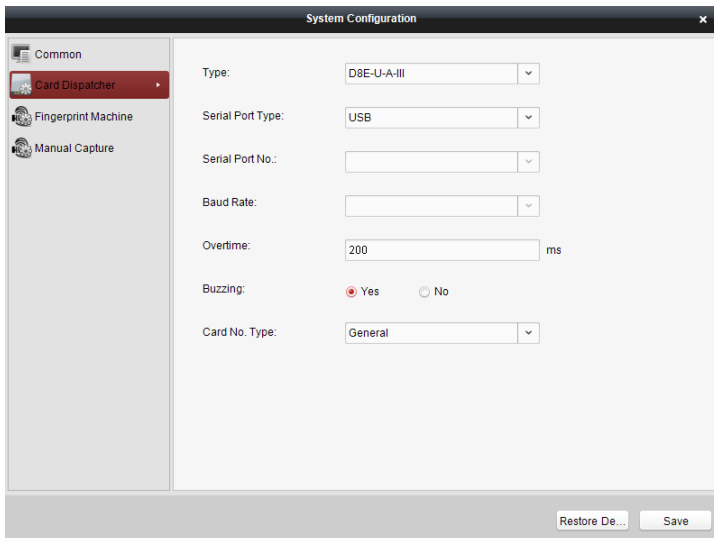 System Configuration
Common
Card Dispatcher
Fingerprint Machine
Manual Capture
Type: D8E-U-A-III
Serial Port Type: USB
Serial Port No.:
Baud Rate:
Overtime: 200 ms
Buzzing: Yes No
Card No. Type: General
Restore De... Save